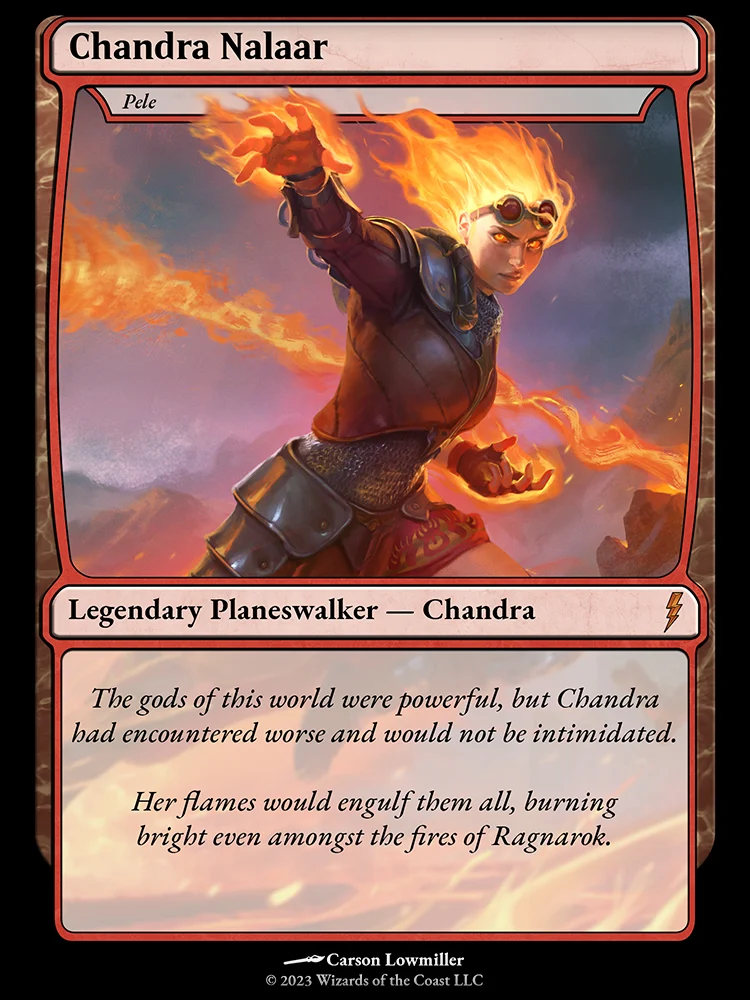 Chandra Nalaar
Pele
Legendary Planeswalker — Chandra
The gods of this world were powerful, but Chandra
had encountered worse and would not be intimidated.
Her flames would engulf them all, burning
bright even amongst the fires of Ragnarok.
Carson Lowmiller
© 2023 Wizards of the Coast LLC